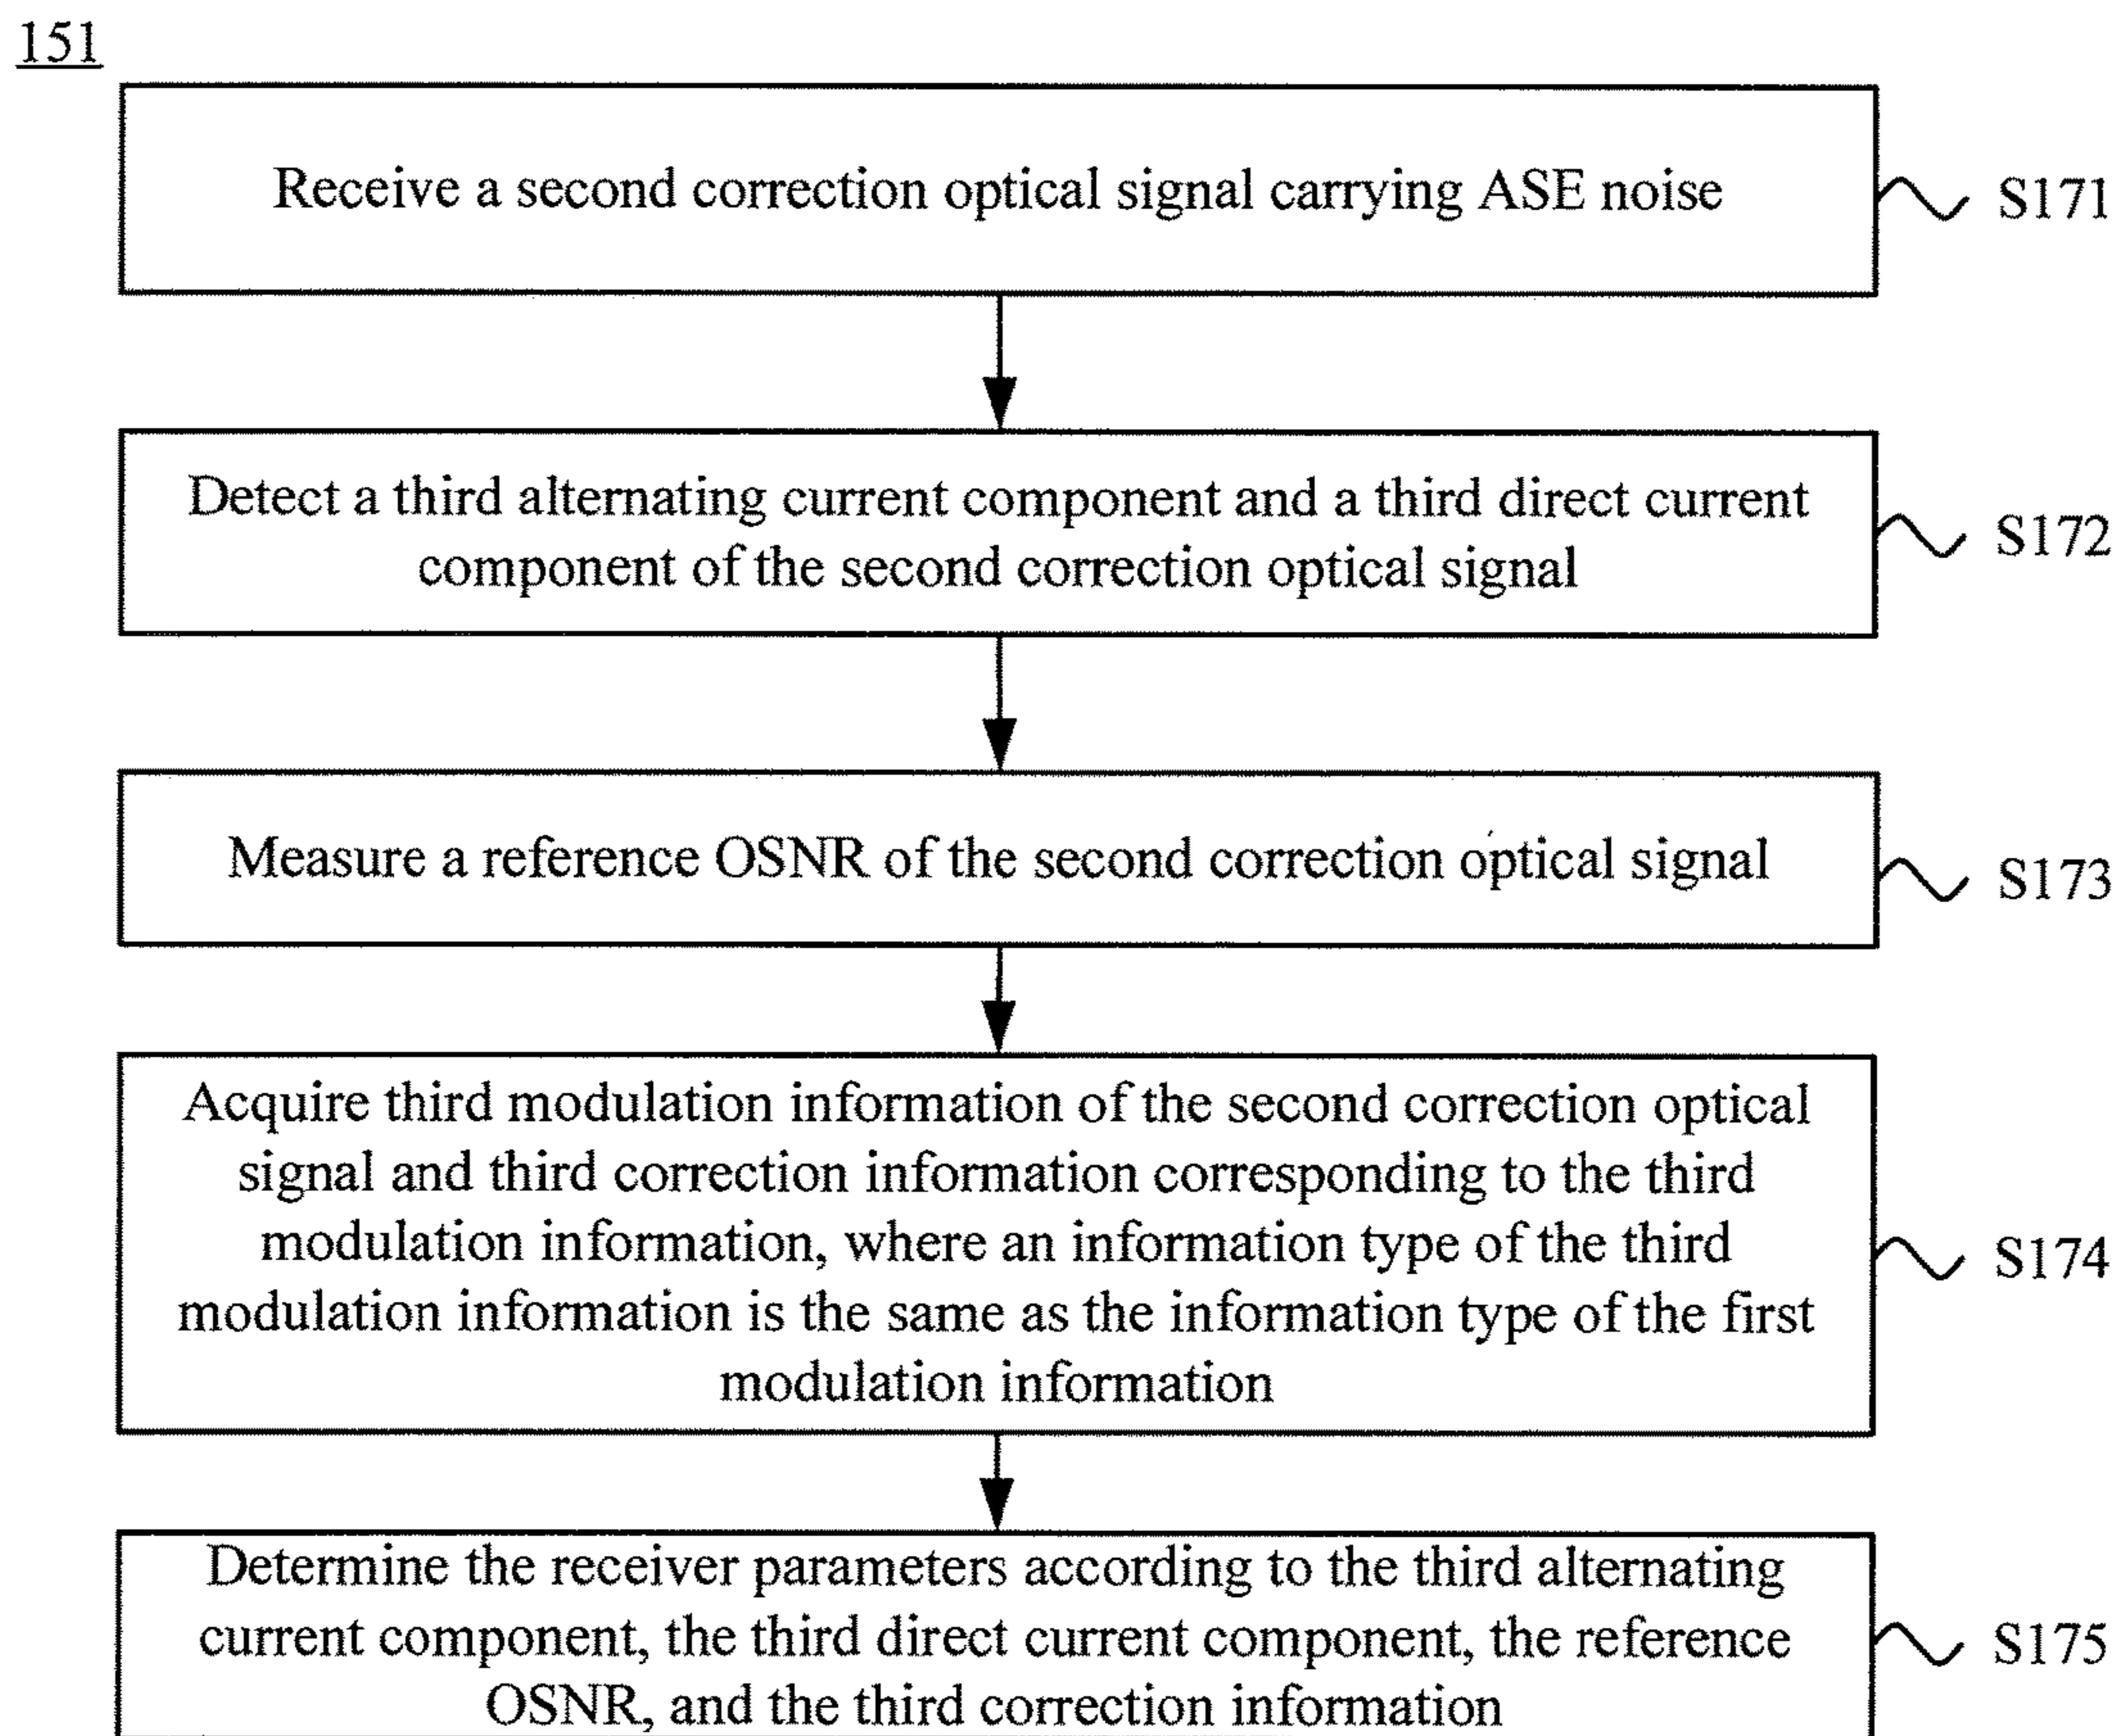 151
Receive a second correction optical signal carrying ASE noise
S171
Detect a third alternating current component and a third direct current
component of the second correction optical signal
S172
Measure a reference OSNR of the second correction optical signal
S173
Acquire third modulation information of the second correction optical
signal and third correction information corresponding to the third
modulation information, where an information type of the third
modulation information is the same as the information type of the first
modulation information
S174
Determine the receiver parameters according to the third alternating
current component, the third direct current component, the reference
OSNR, and the third correction information
S175